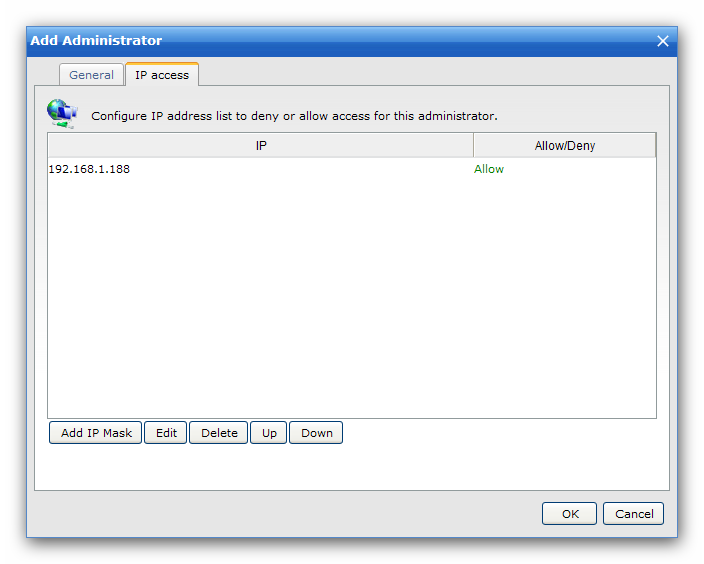 Add Administrator
General IP access
Configure IP address list to deny or allow access for this administrator.
IP Allow/Deny
192.168.1.188 Allow
Add IP Mask Edit Delete Up Down
OK Cancel